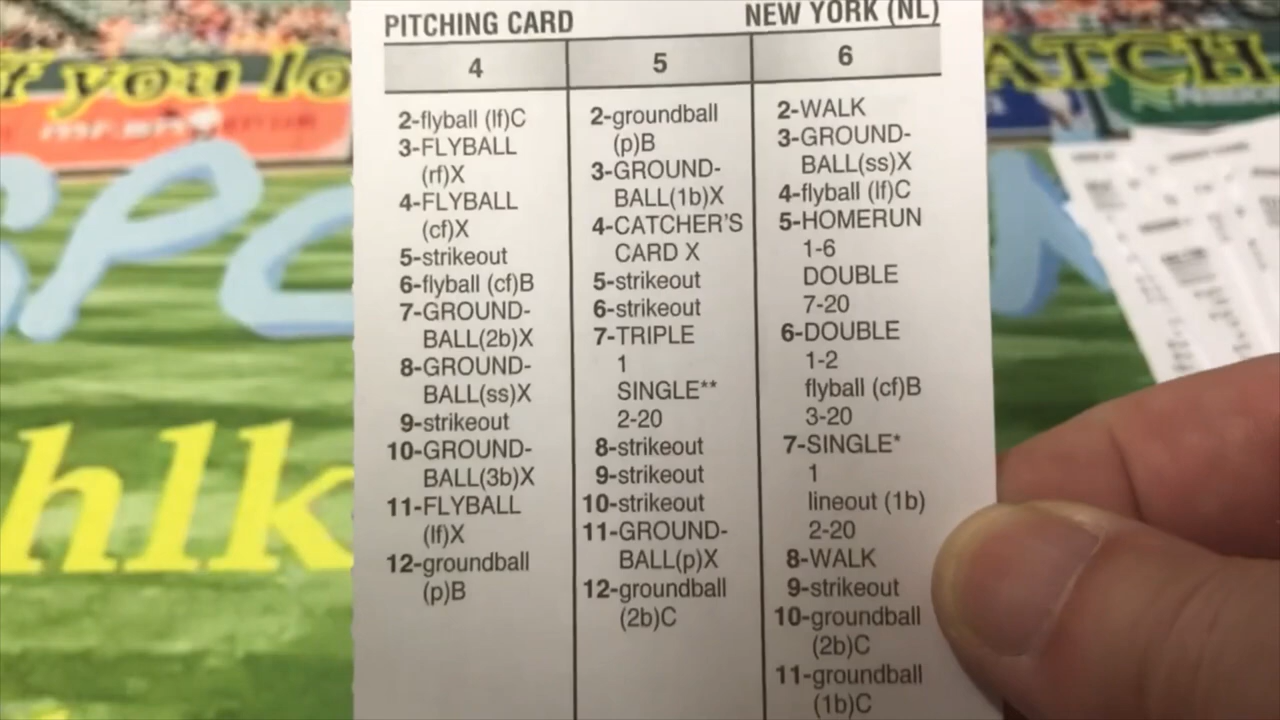 PITCHING CARD NEW YORK (NL)
4 5 6
2-flyball (lf)C
3-FLYBALL
(rf)X
4-FLYBALL
(cf)X
5-strikeout
6-flyball (cf)B
7-GROUND-
BALL(2b)X
8-GROUND-
BALL(ss)X
9-strikeout
10-GROUND-
BALL(3b)X
11-FLYBALL
(lf)X
12-groundball
(p)B
2-groundball
(p)B
3-GROUND-
BALL(1b)X
4-CATCHER'S
CARD X
5-strikeout
6-strikeout
7-TRIPLE
1
SINGLE**
2-20
8-strikeout
9-strikeout
10-strikeout
11-GROUND-
BALL(p)X
12-groundball
(2b)C
2-WALK
3-GROUND-
BALL(ss)X
4-flyball (lf)C
5-HOMERUN
1-6
DOUBLE
7-20
6-DOUBLE
1-2
flyball (cf)B
3-20
7-SINGLE*
1
lineout (1b)
2-20
8-WALK
9-strikeout
10-groundball
(2b)C
11-groundball
(1b)C
f you lo
ATCH
SPO
hlk